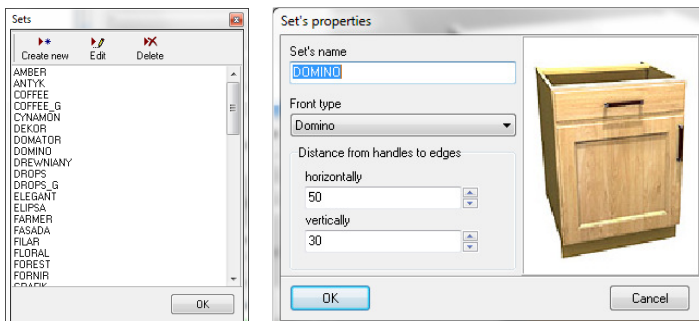 Sets
Create new Edit Delete
AMBER
ANTYK
COFFEE
COFFEE_G
CYNAMON
DEKOR
DOMATOR
DOMINO
DREWNIANY
DROPS
DROPS_G
ELEGANT
ELIPSA
FARMER
FASADA
FILAR
FLORAL
FOREST
FORNIR
OK
Set's properties
Set's name
DOMINO
Front type
Domino
Distance from handles to edges
horizontally
50
vertically
30
OK Cancel